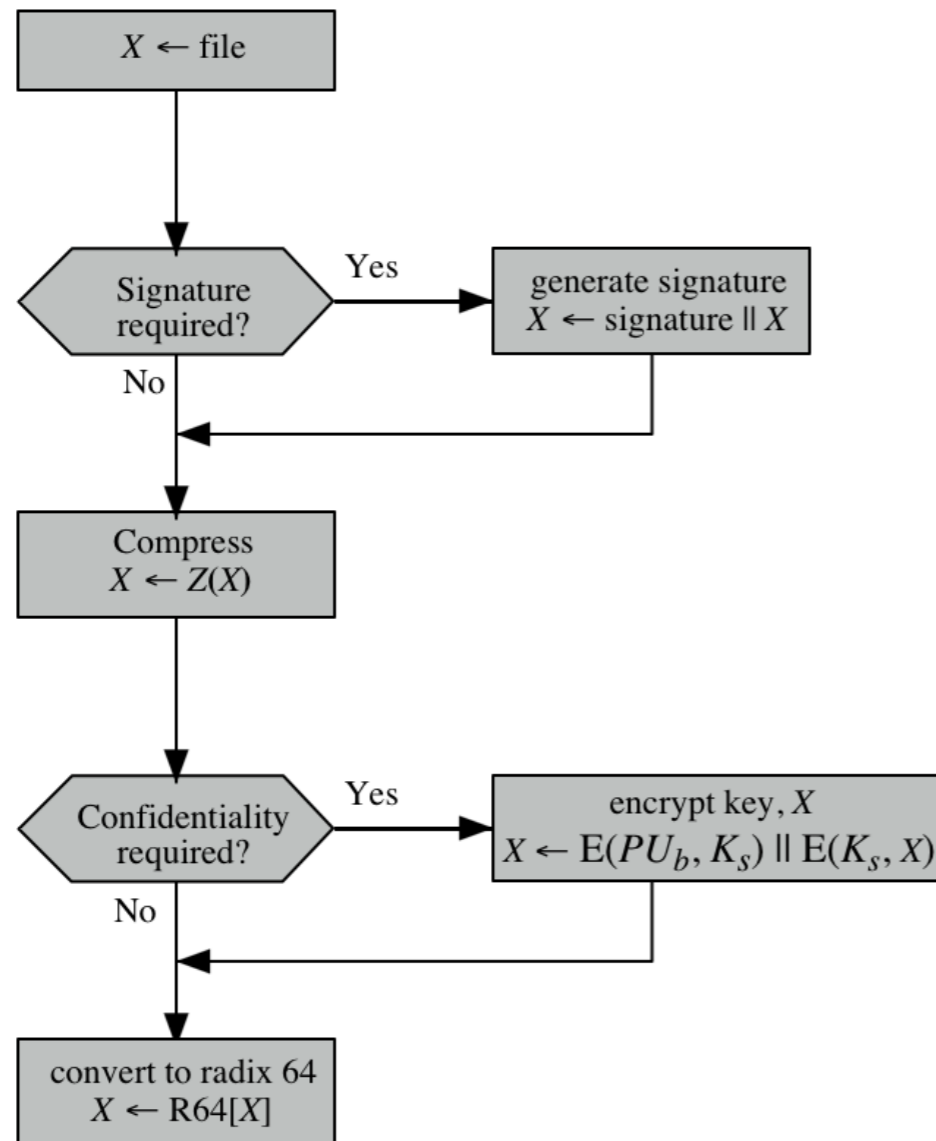 X ← file
Signature
required?
Yes
generate signature
X ← signature || X
No
Compress
X ← Z(X)
Confidentiality
required?
Yes
encrypt key, X
X ← E(PU_b, K_s) || E(K_s, X)
No
convert to radix 64
X ← R64[X]